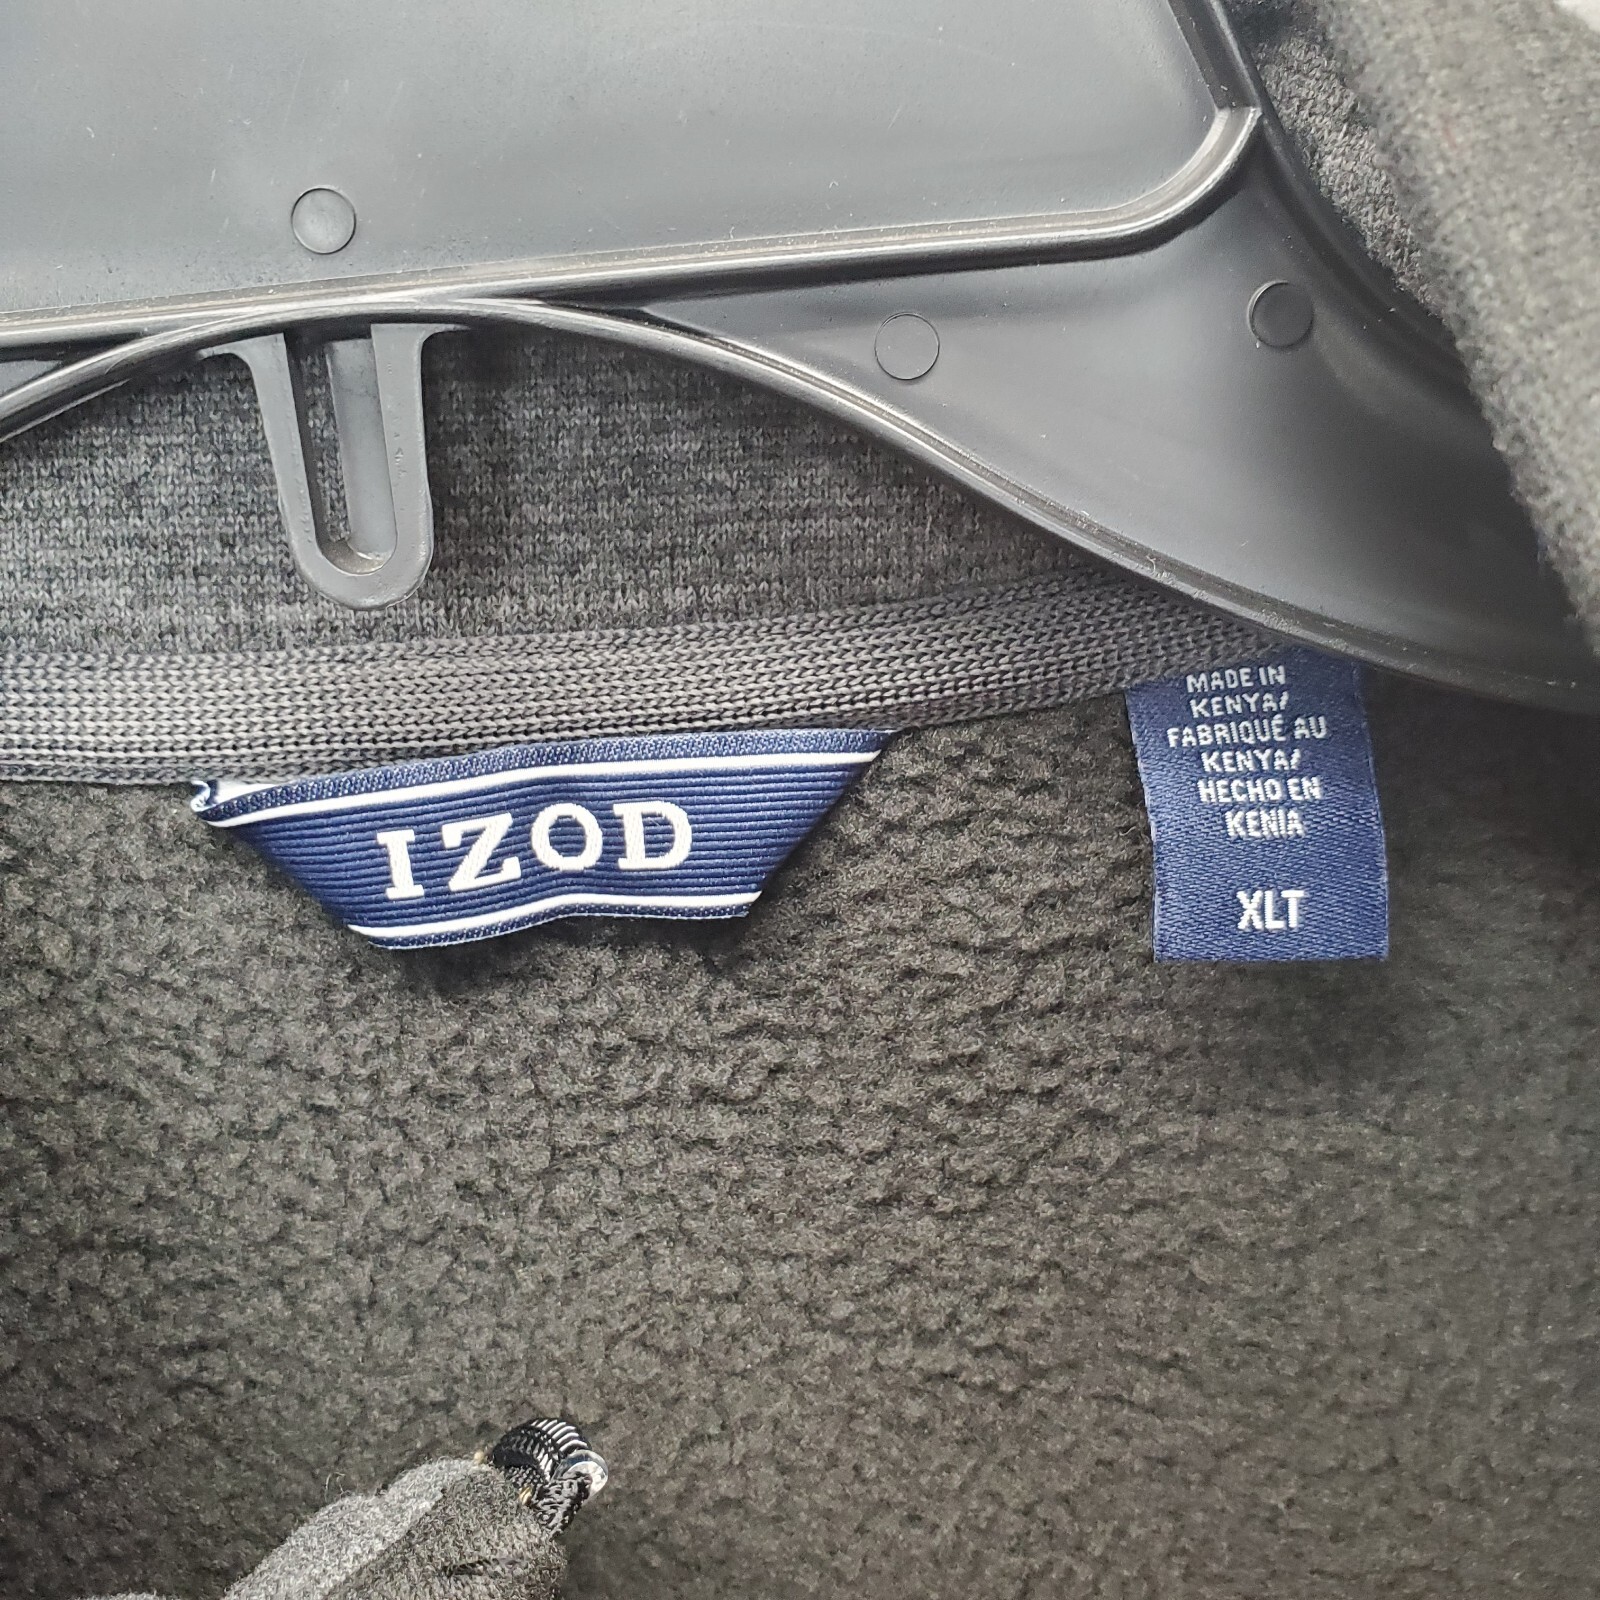 IZOD
MADE IN
KENYA/
FABRIQUÉ AU
KENYA/
HECHO EN
KENIA
XLT